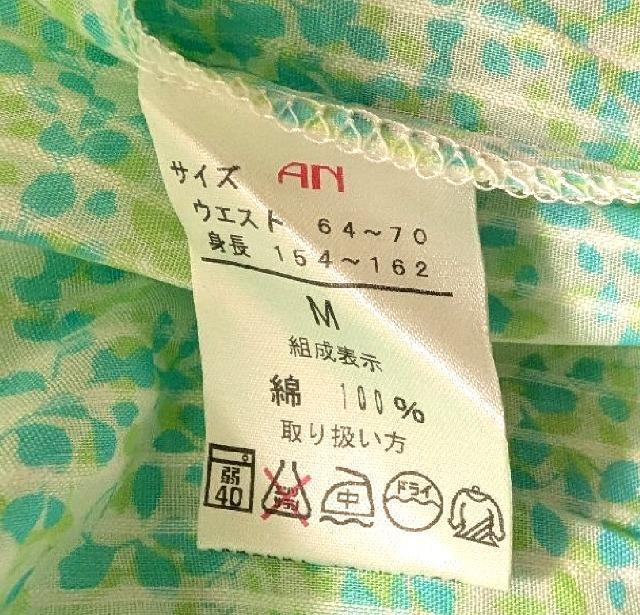 サイズ AN
ウエスト 64～70
身長 154～162
M
組成表示
綿 100%
取り扱い方
弱 40 中 ドライ